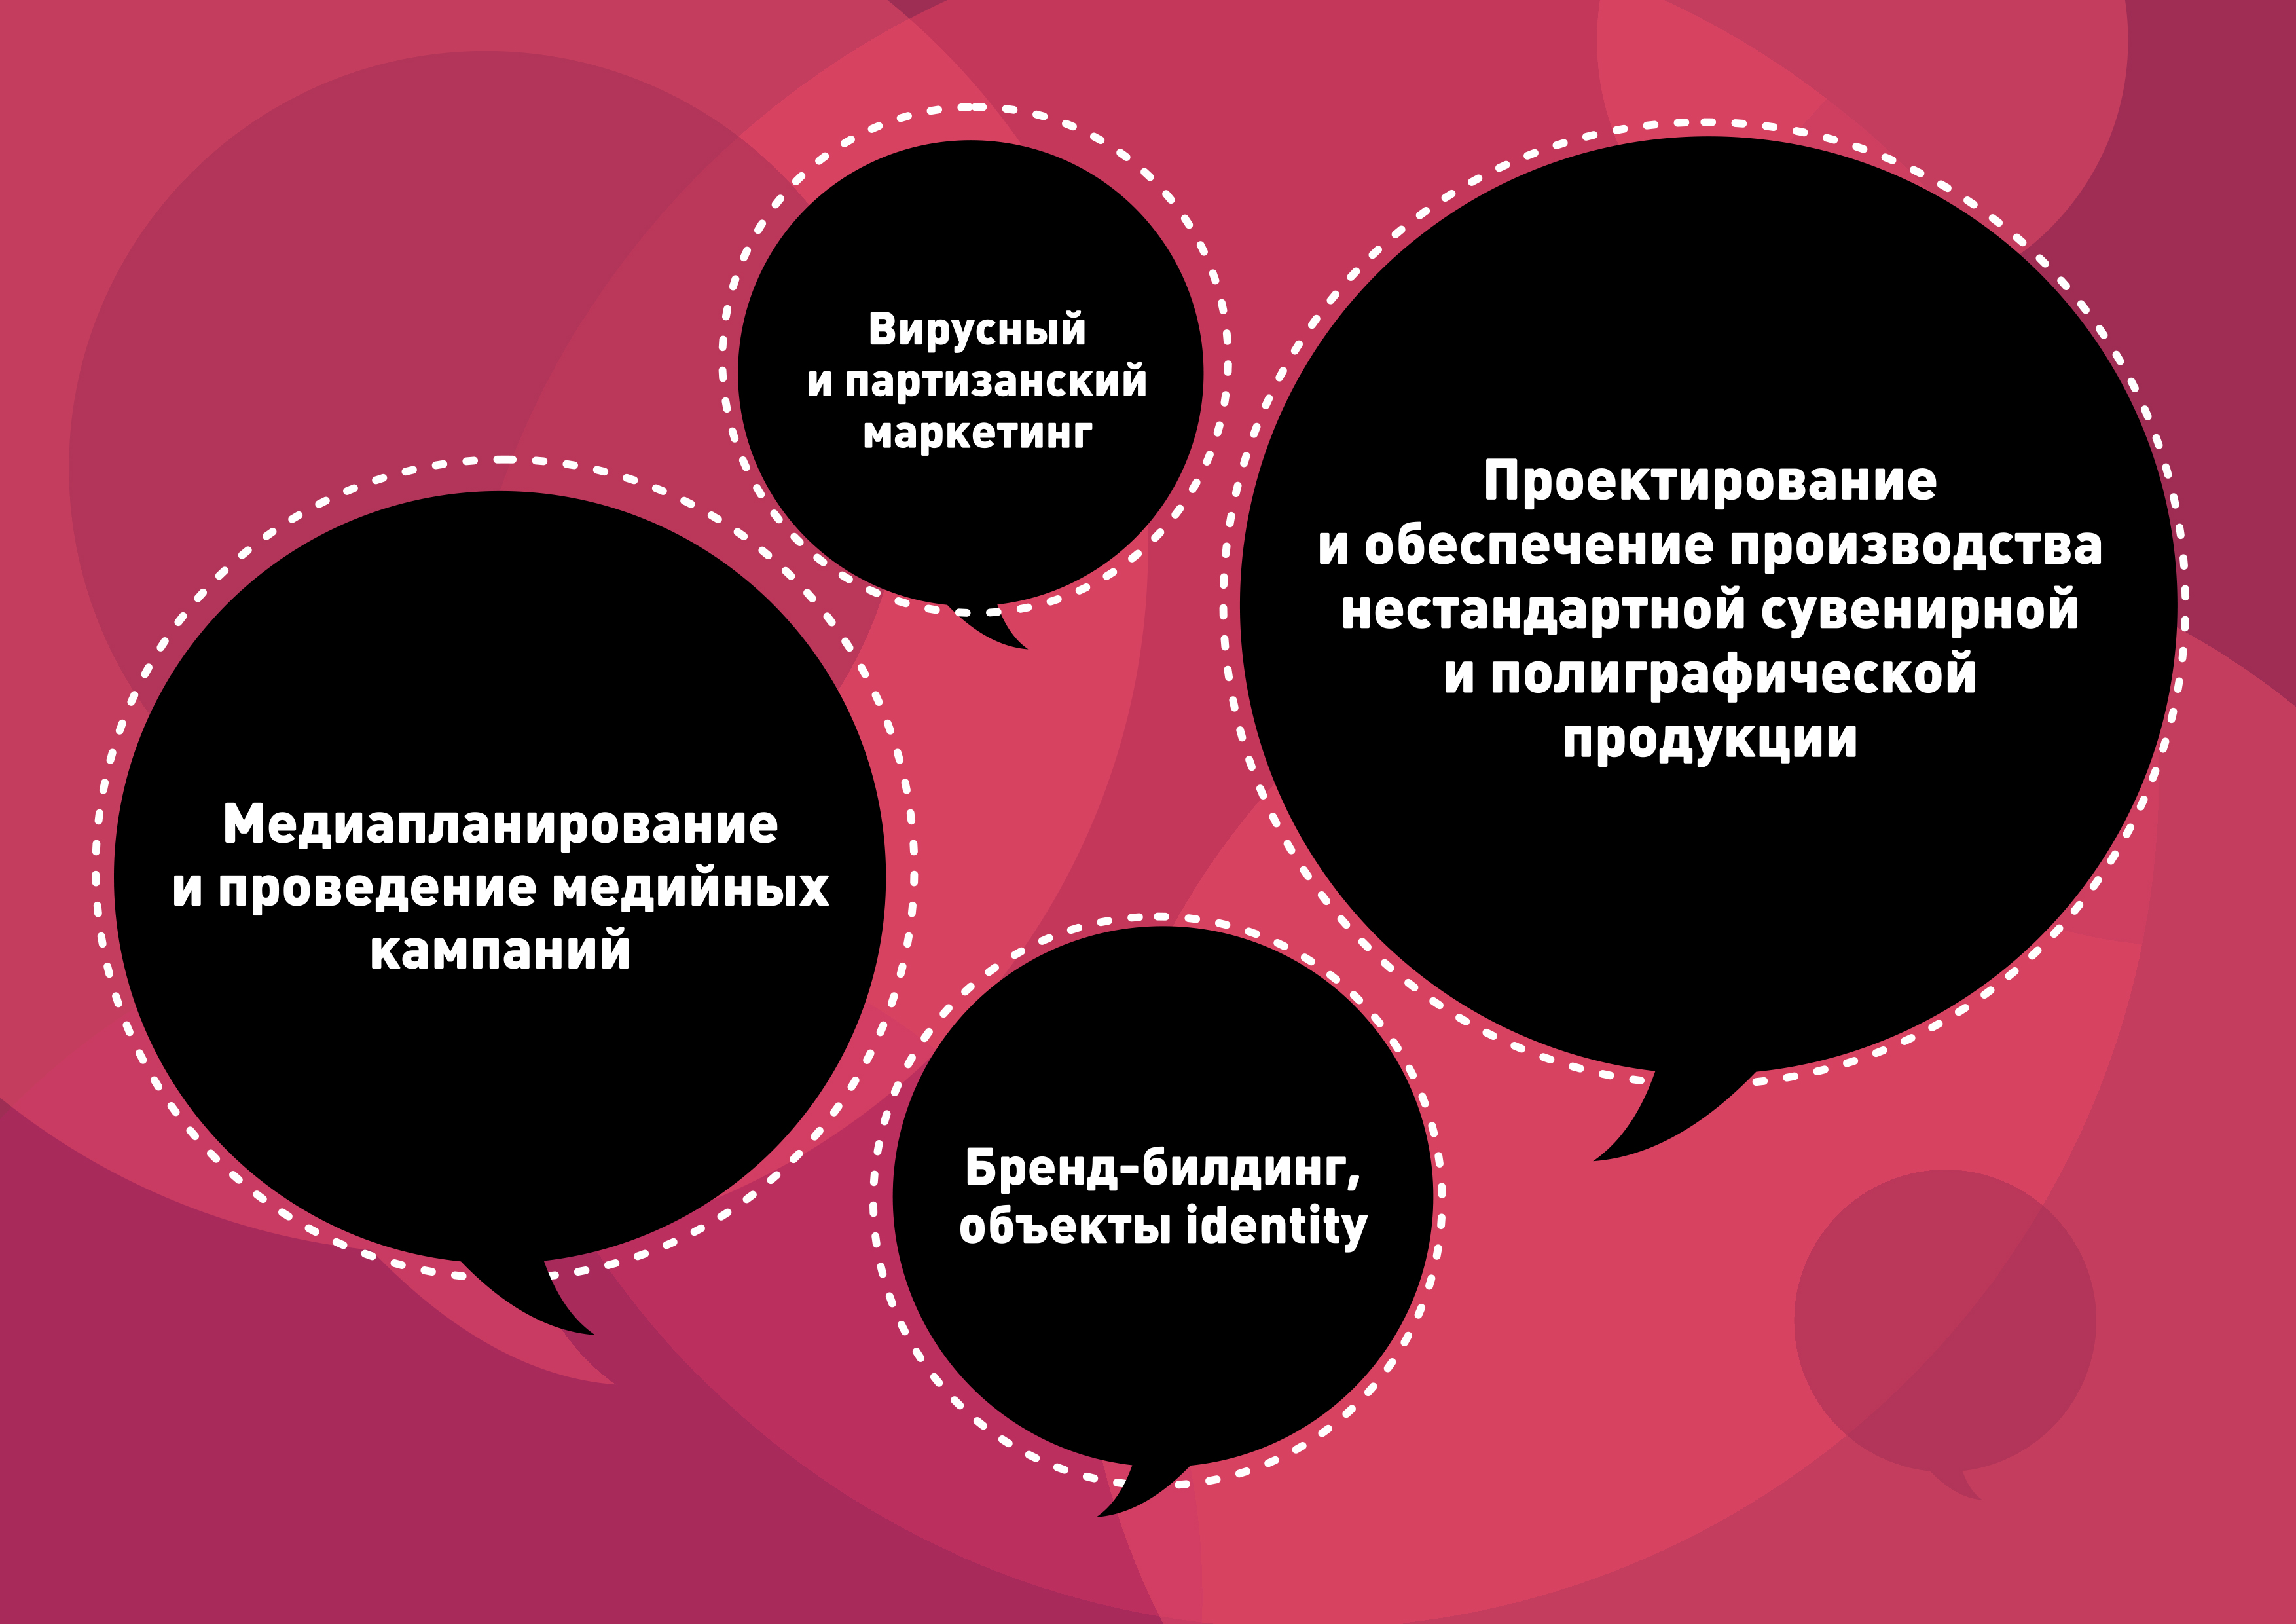 Вирусный
и партизанский
маркетинг
Проектирование
и обеспечение производства
нестандартной сувенирной
и полиграфической
продукции
Медиапланирование
и проведение медийных
кампаний
Бренд-билдинг,
объекты identity